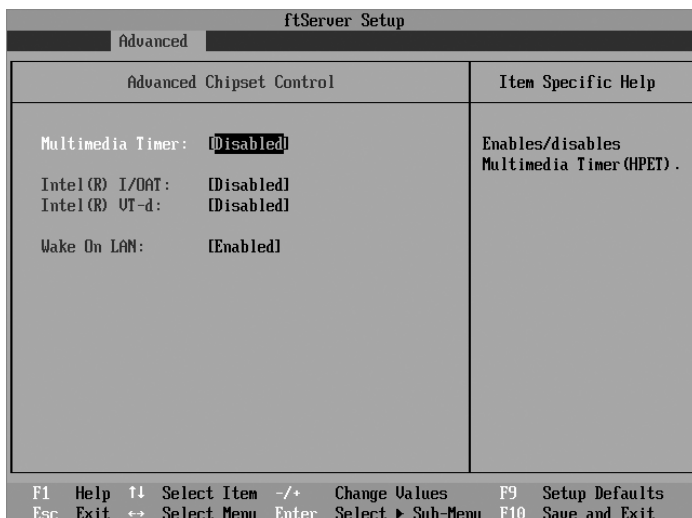 ftServer Setup
Advanced
Advanced Chipset Control
Item Specific Help
Multimedia Timer: [Disabled]
Intel(R) I/OAT: [Disabled]
Intel(R) VT-d: [Disabled]
Wake On LAN: [Enabled]
Enables/disables
Multimedia Timer(HPET).
F1 Help ↑↓ Select Item -/+ Change Values F9 Setup Defaults
Esc Exit ↔ Select Menu Enter Select ▶ Sub-Menu F10 Save and Exit